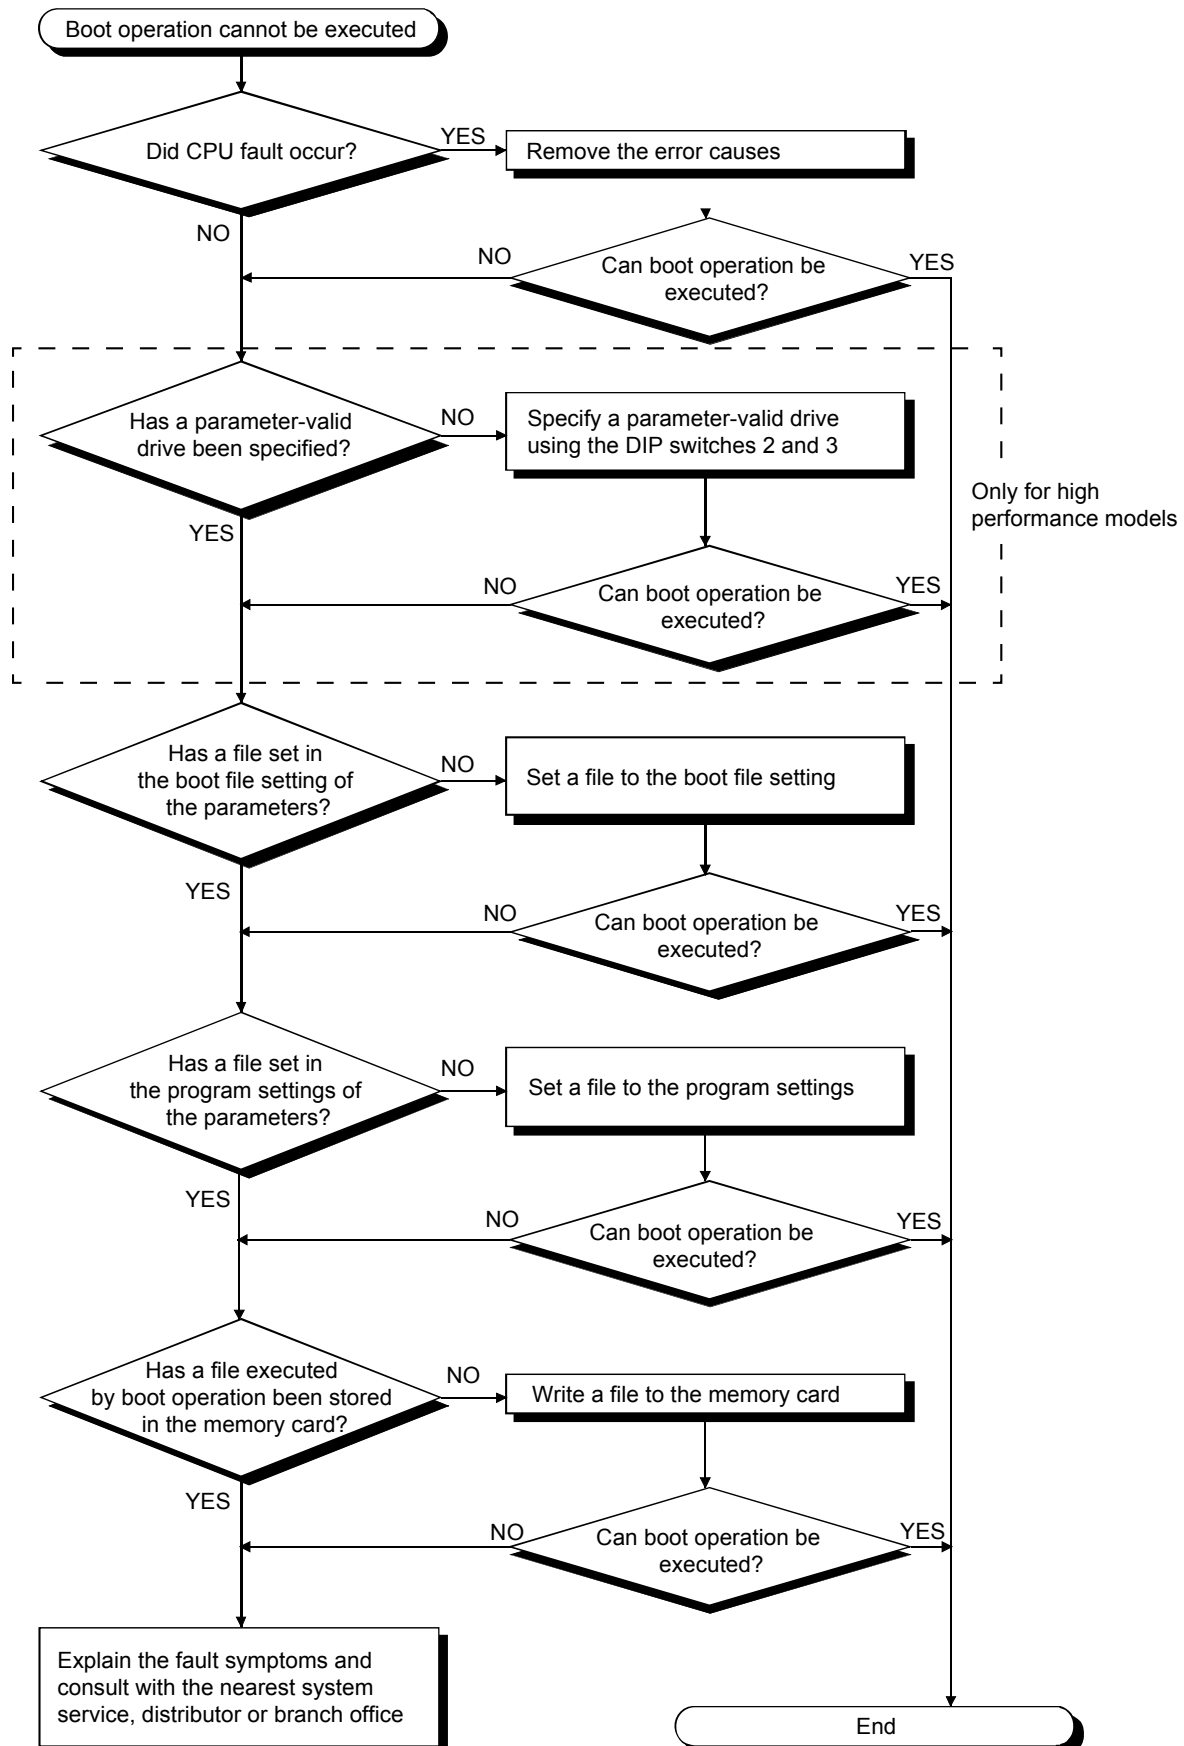 Boot operation cannot be executed
Did CPU fault occur?
YES
Remove the error causes
NO
NO
Can boot operation be
executed?
YES
Has a parameter-valid
drive been specified?
NO
Specify a parameter-valid drive
using the DIP switches 2 and 3
Only for high
performance models
YES
NO
Can boot operation be
executed?
YES
Has a file set in
the boot file setting of
the parameters?
NO
Set a file to the boot file setting
YES
NO
Can boot operation be
executed?
YES
Has a file set in
the program settings of
the parameters?
NO
Set a file to the program settings
YES
NO
Can boot operation be
executed?
YES
Has a file executed
by boot operation been stored
in the memory card?
NO
Write a file to the memory card
YES
NO
Can boot operation be
executed?
YES
Explain the fault symptoms and
consult with the nearest system
service, distributor or branch office
End